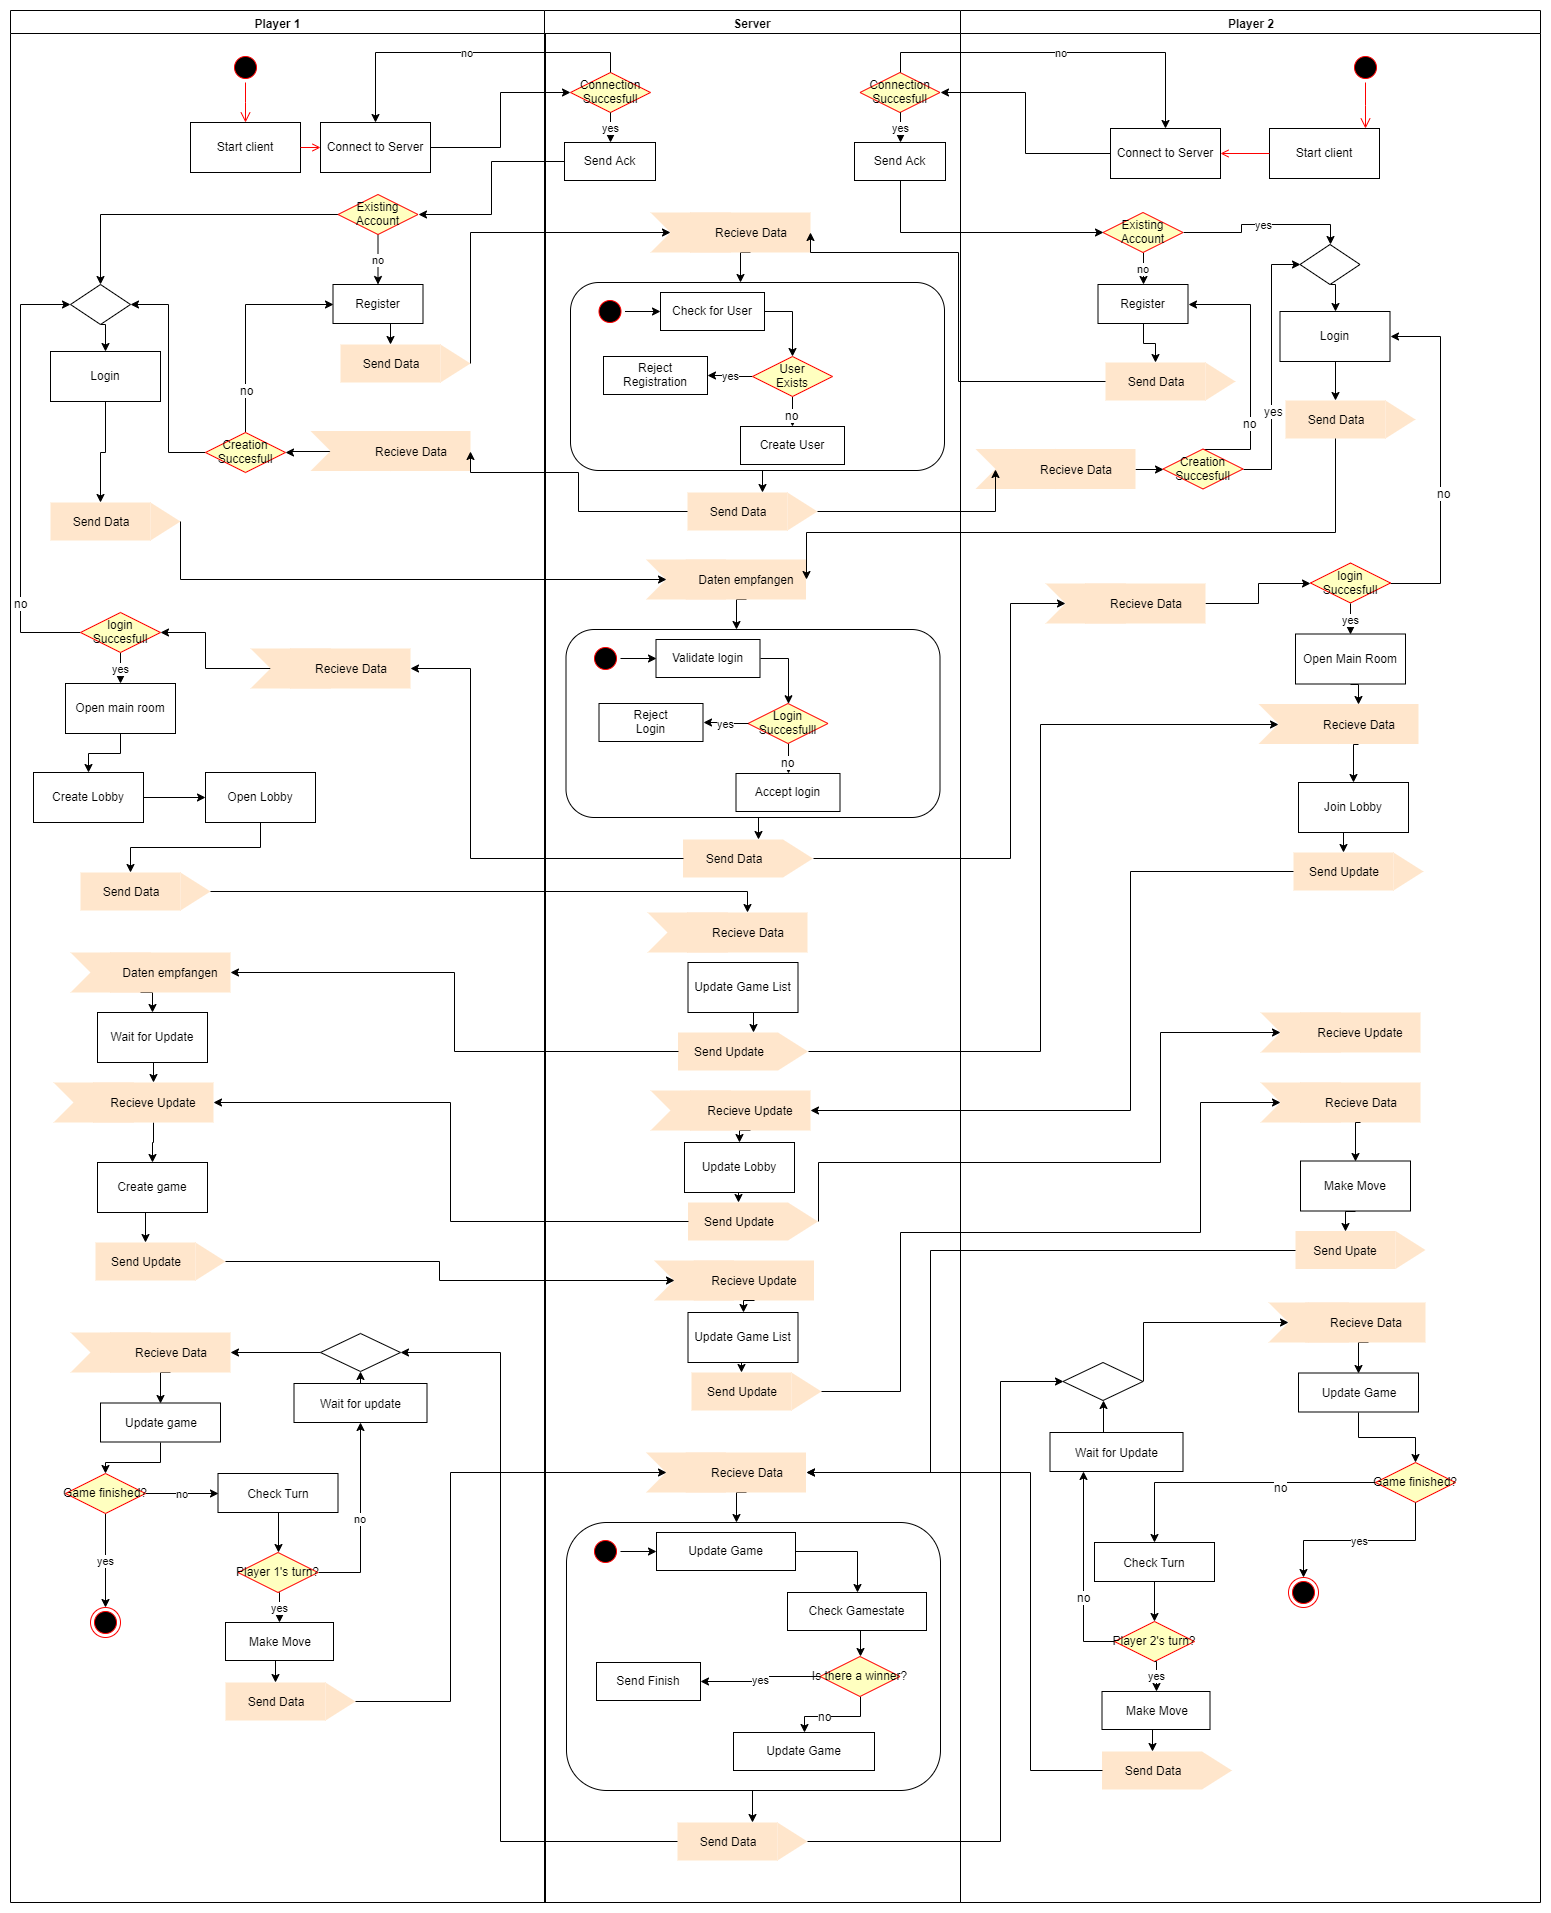 Player 1
Server
Player 2
no
no
Connection
Succesfull
Connection
Succesfull
yes
yes
Start client
Connect to Server
Send Ack
Send Ack
Connect to Server
Start client
Existing
Account
no
Recieve Data
Existing
Account
yes
no
Register
Check for User
Register
Login
Send Data
Reject
Registration
yes
User
Exists
Send Data
Login
no
no
yes
no
Send Data
Creation
Succesfull
Recieve Data
Create User
Recieve Data
Creation
Succesfull
no
Send Data
Send Data
Daten empfangen
login
Succesfull
Recieve Data
no
yes
login
Succesfull
yes
Recieve Data
Validate login
Open Main Room
Open main room
Reject
Login
yes
Login
Succesfulll
Recieve Data
no
Create Lobby
Open Lobby
Accept login
Join Lobby
Send Data
Send Update
Send Data
Recieve Data
Daten empfangen
Update Game List
Wait for Update
Send Update
Recieve Update
Recieve Update
Recieve Update
Recieve Data
Create game
Update Lobby
Make Move
Send Update
Send Update
Send Upate
Recieve Update
Recieve Data
Update Game List
Recieve Data
Wait for update
Send Update
Update Game
Update game
Wait for Update
Game finished?
no
Check Turn
Recieve Data
no
Game finished?
no
yes
Update Game
yes
Check Turn
Player 1's turn?
no
yes
Check Gamestate
Make Move
Player 2's turn?
Send Finish
yes
Is there a winner?
yes
Send Data
no
Make Move
Update Game
Send Data
Send Data